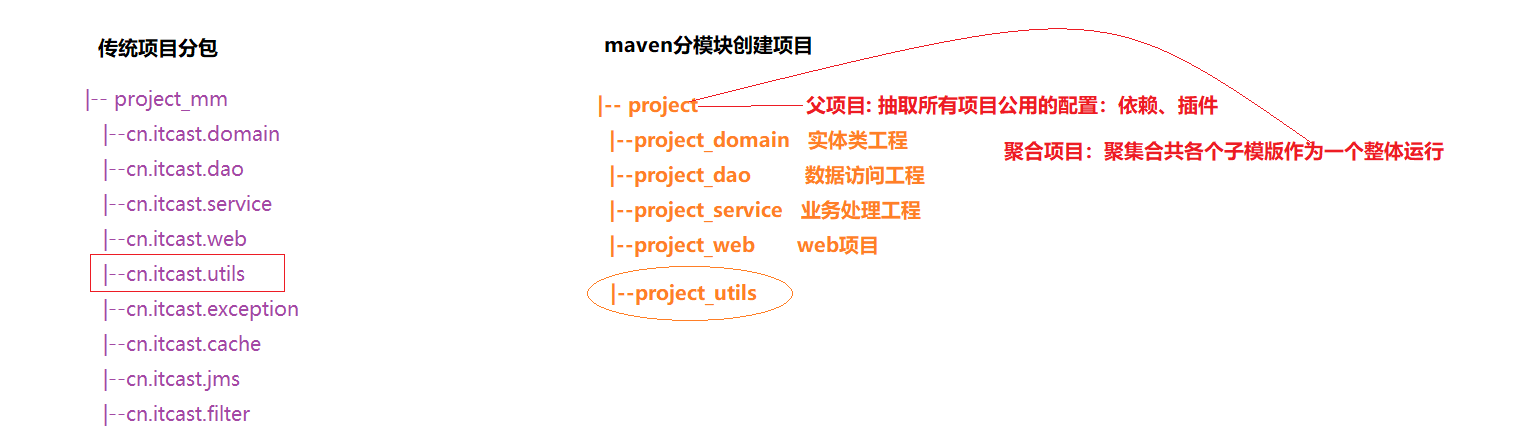 传统项目分包
|-- project_mm
|--cn.itcast.domain
|--cn.itcast.dao
|--cn.itcast.service
|--cn.itcast.web
|--cn.itcast.utils
|--cn.itcast.exception
|--cn.itcast.cache
|--cn.itcast.jms
|--cn.itcast.filter
maven分模块创建项目
|-- project 父项目: 抽取所有项目公用的配置：依赖、插件
|--project_domain 实体类工程
聚合项目：聚集合共各个子模版作为一个整体运行
|--project_dao 数据访问工程
|--project_service 业务处理工程
|--project_web web项目
|--project_utils